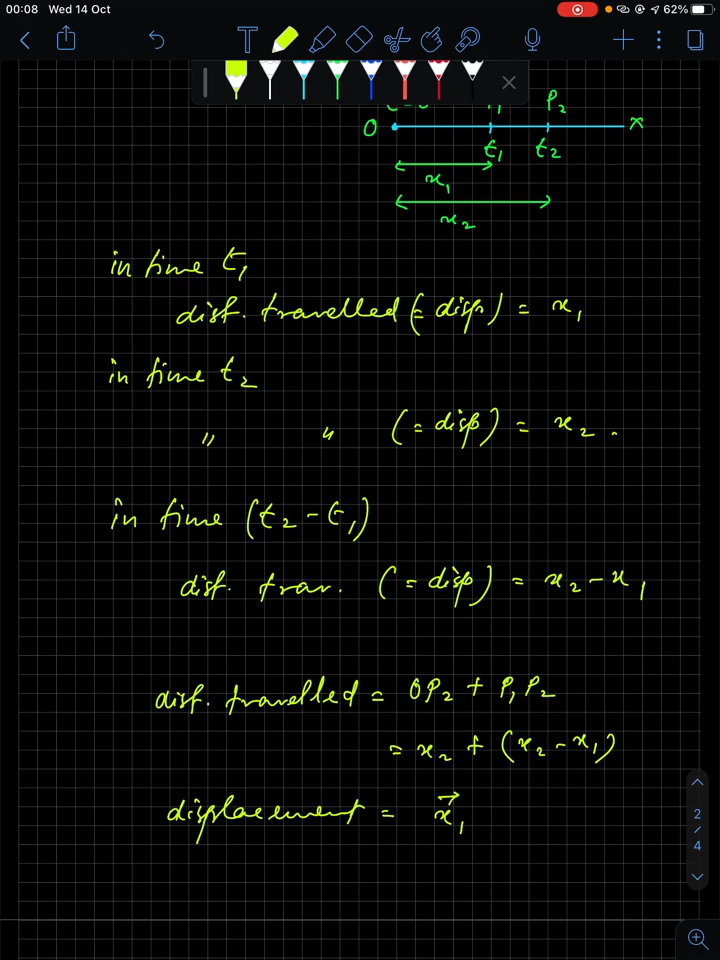 00:08 Wed 14 Oct
62%
T
P2
O
x
t1 t2
x1
x2
in time t1
dist. travelled (= disp) = x1
in time t2
〃 〃 (= disp) = x2 .
in time (t2 - t1)
dist. trav. (= disp) = x2 - x1
dist. travelled = OP2 + P1P2
= x2 + (x2 - x1)
displacement = x⃗1
2
/
4